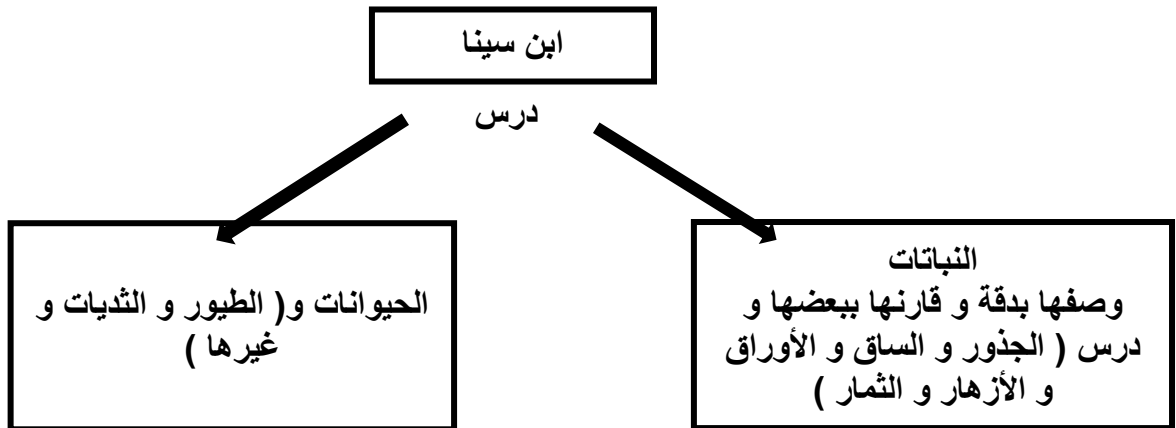 ابن سينا
درس
النباتات
وصفها بدقة و قارنها ببعضها و
درس ( الجذور و الساق و الأوراق
و الأزهار و الثمار )
الحيوانات و( الطيور و الثديات و
غيرها )